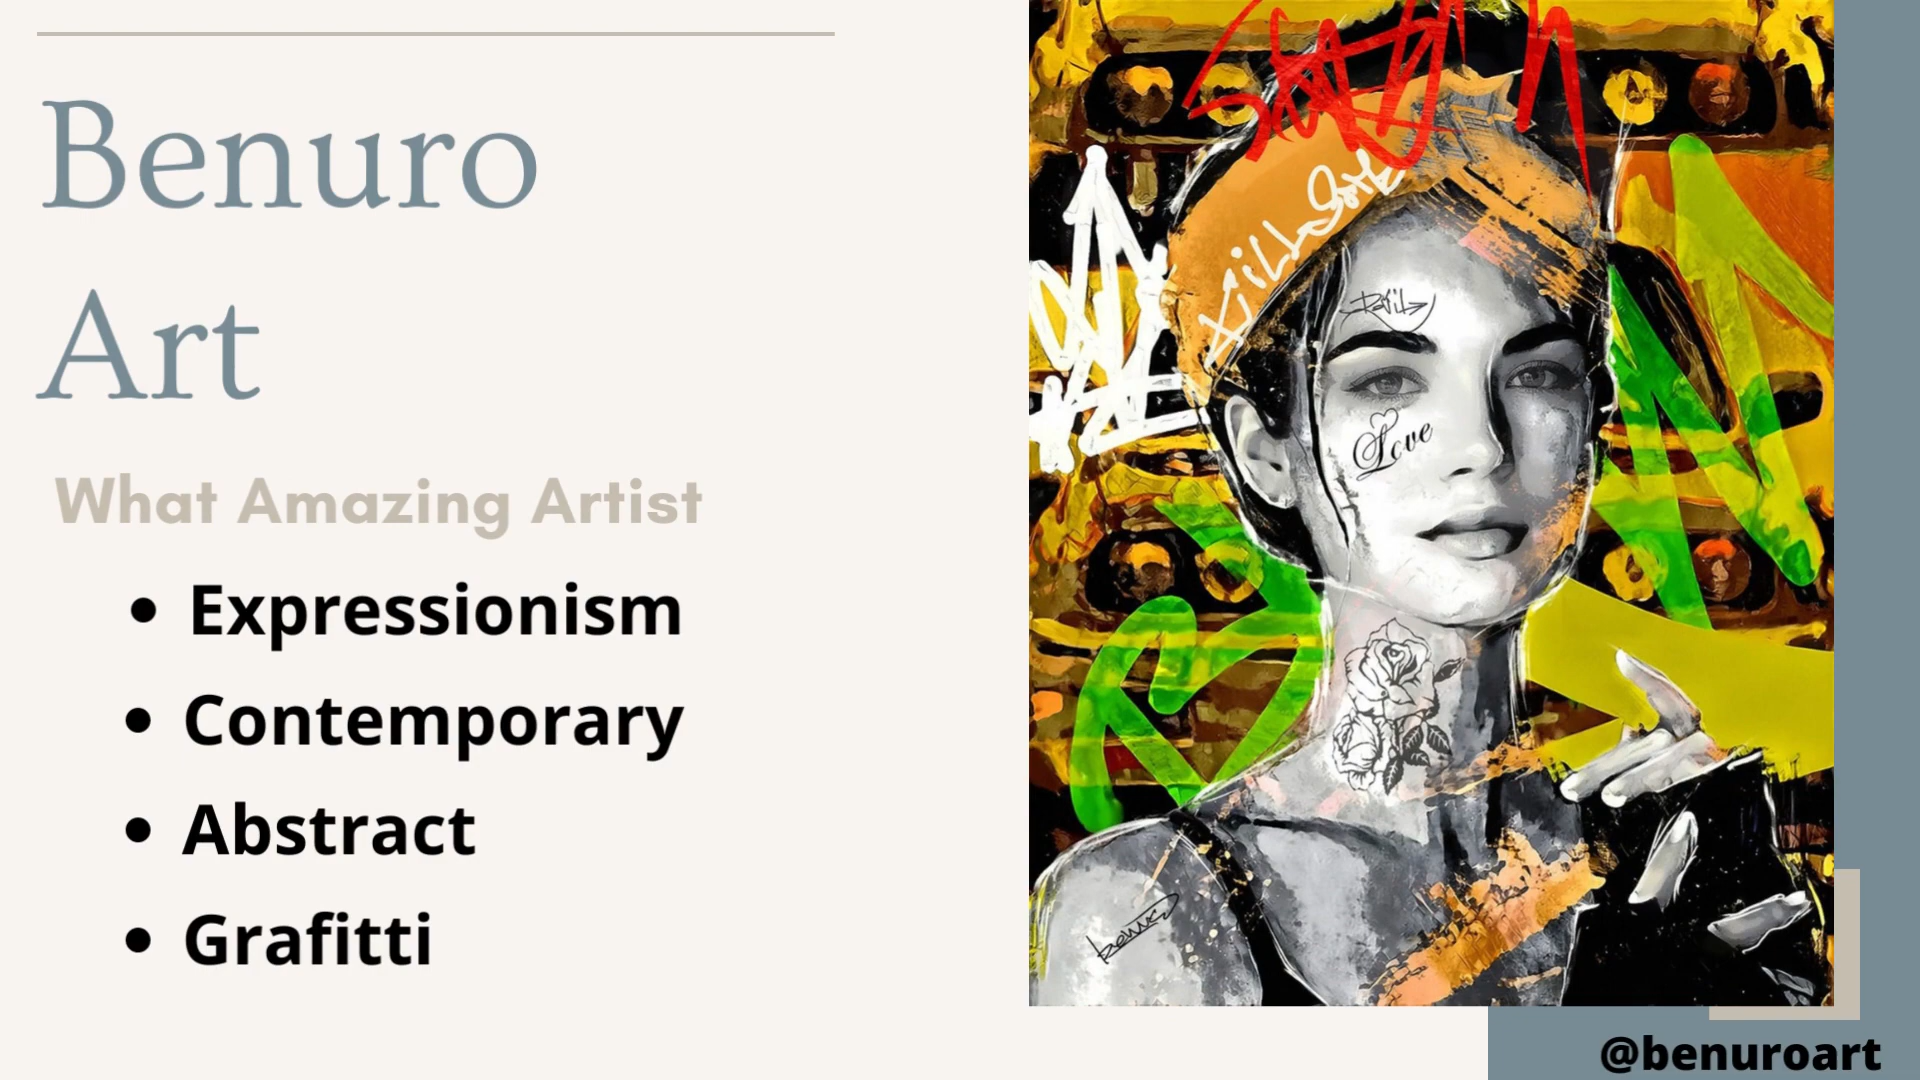 Benuro
Art
What Amazing Artist
• Expressionism
• Contemporary
• Abstract
• Grafitti
Love
@benuroart